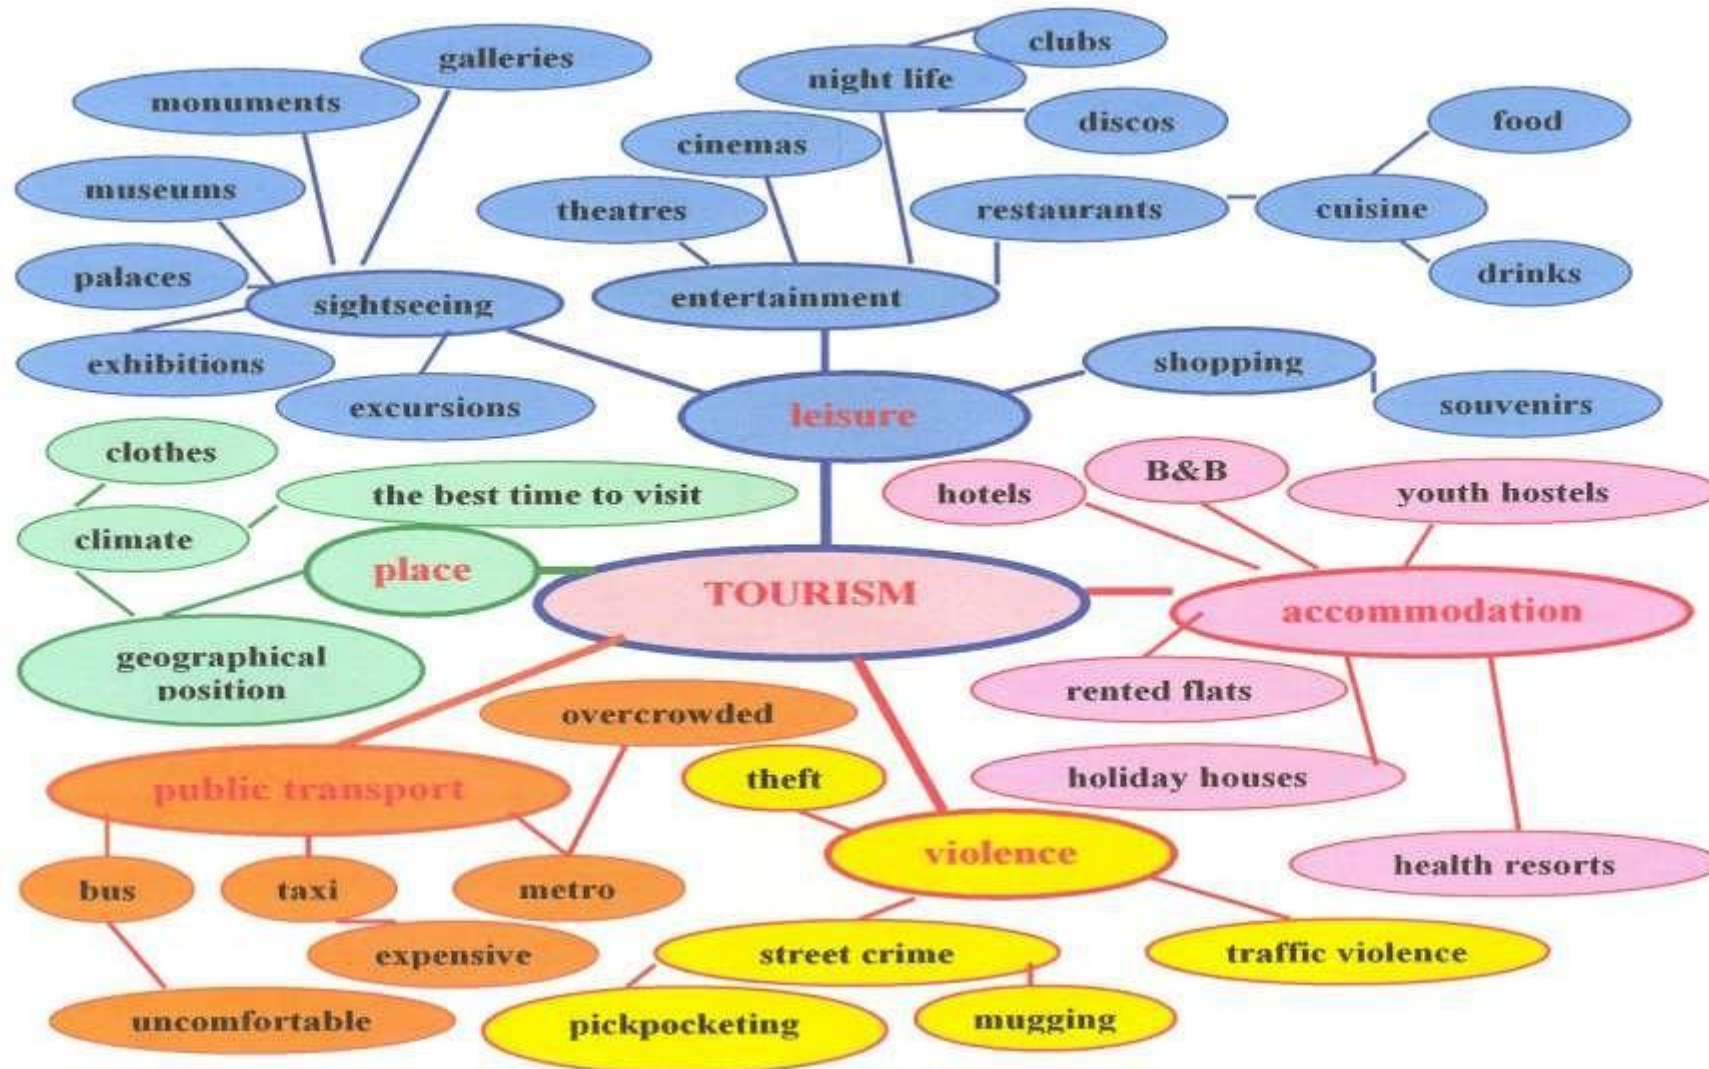 clubs
galleries
night life
monuments
discos
food
cinemas
museums
theatres
restaurants
cuisine
palaces
drinks
sightseeing
entertainment
exhibitions
shopping
excursions
leisure
souvenirs
clothes
B&B
the best time to visit
hotels
youth hostels
climate
place
TOURISM
accommodation
geographical
position
rented flats
overcrowded
public transport
theft
holiday houses
violence
health resorts
bus
taxi
metro
expensive
street crime
traffic violence
uncomfortable
pickpocketing
mugging